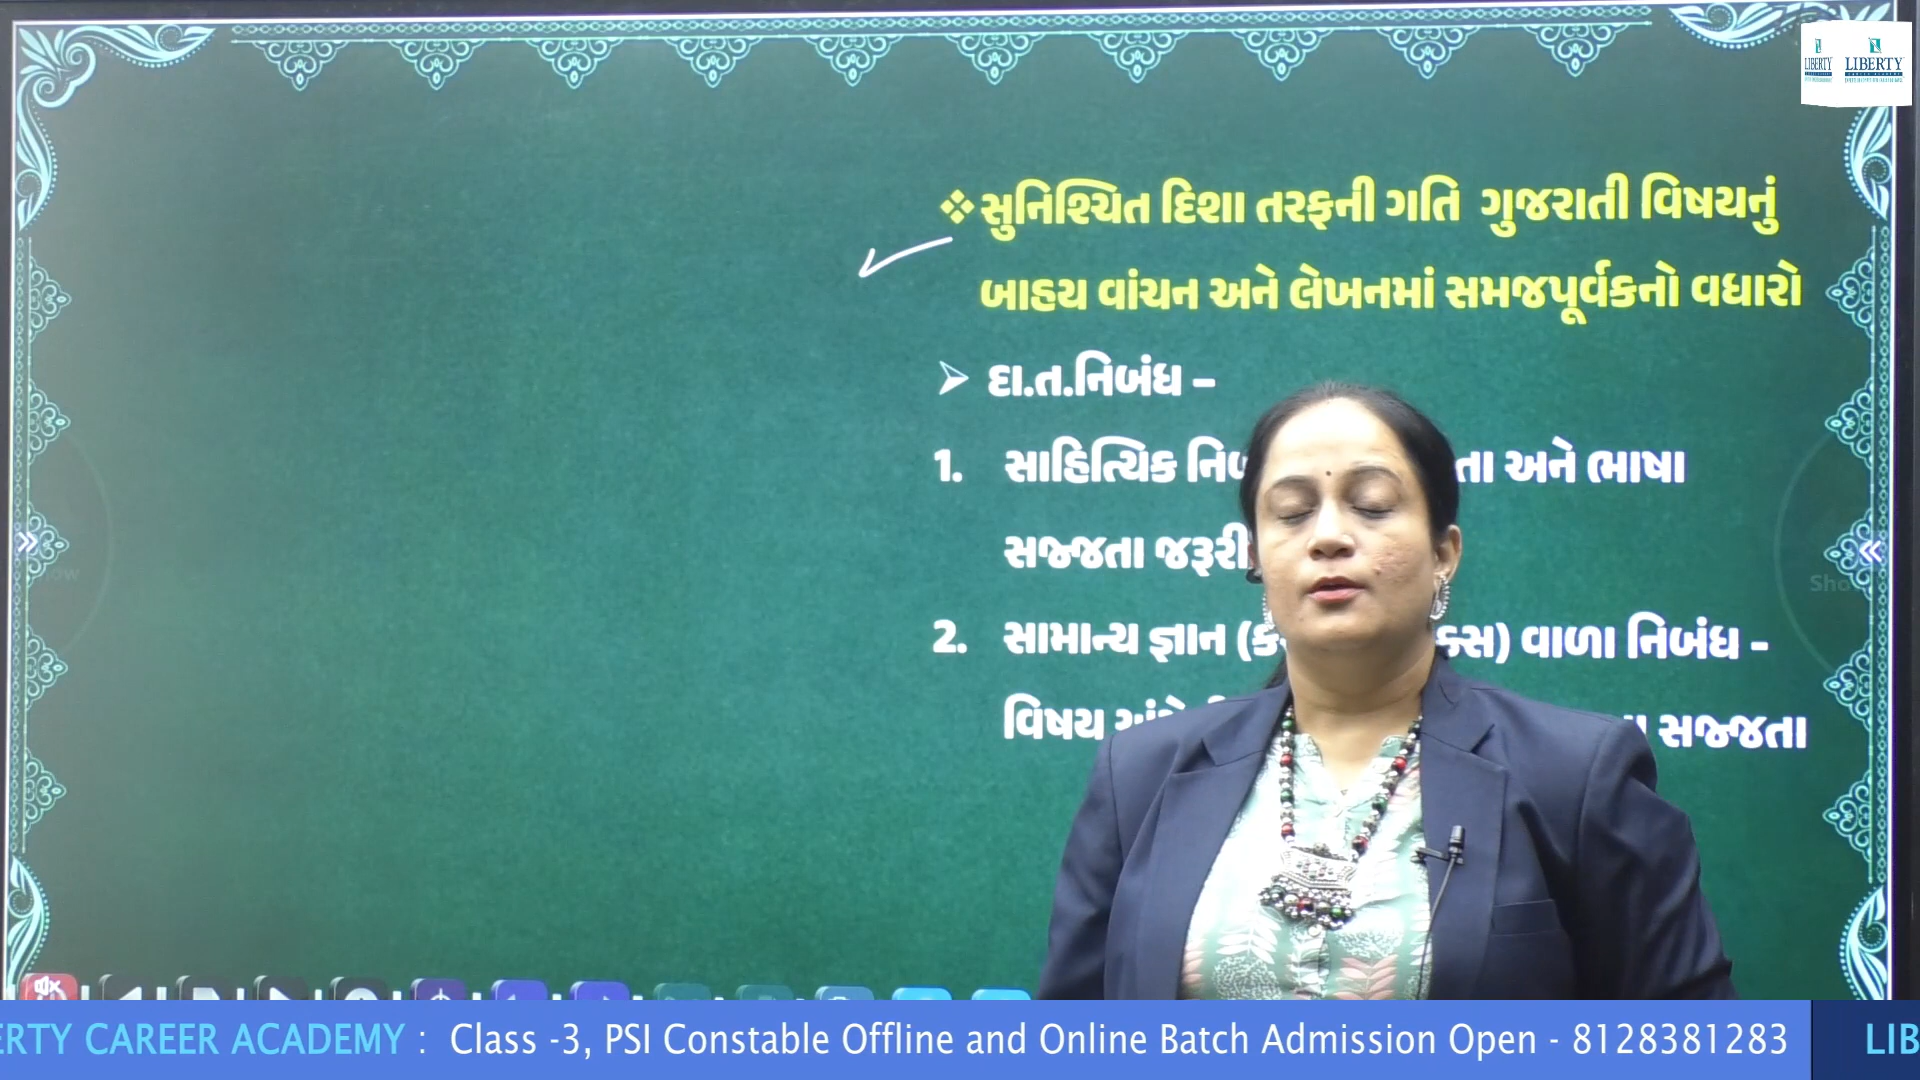 LIBERTY LIBERTY
❖ સુનિશ્ચિત દિશા તરફની ગતિ ગુજરાતી વિષયનું
બાહ્ય વાંચન અને લેખનમાં સમજપૂર્વકનો વધારો
➢ દા.ત.નિબંધ –
1. સાહિત્યિક અને ભાષા
સજ્જતા જરૂરી
2. સામાન્ય જ્ઞાન વાળા નિબંધ -
વિષય સજ્જતા
ERTY CAREER ACADEMY : Class -3, PSI Constable Offline and Online Batch Admission Open - 8128381283 LIB